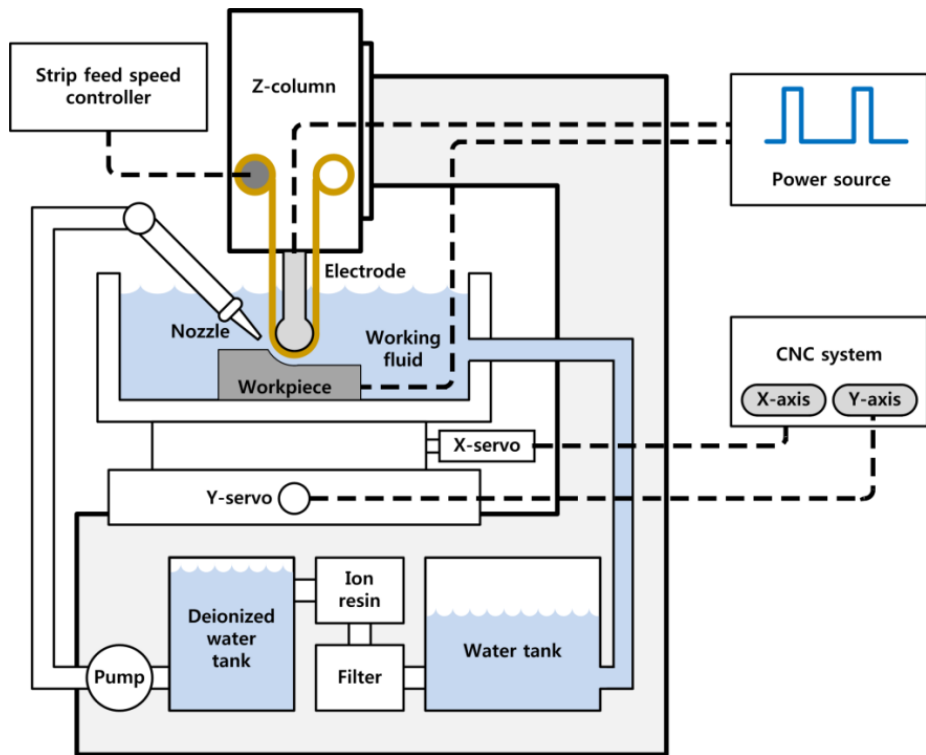 Strip feed speed
controller
Z-column
Power source
Electrode
Nozzle
Working
fluid
Workpiece
CNC system
X-axis
Y-axis
X-servo
Y-servo
Ion
resin
Deionized
water
tank
Water tank
Pump
Filter